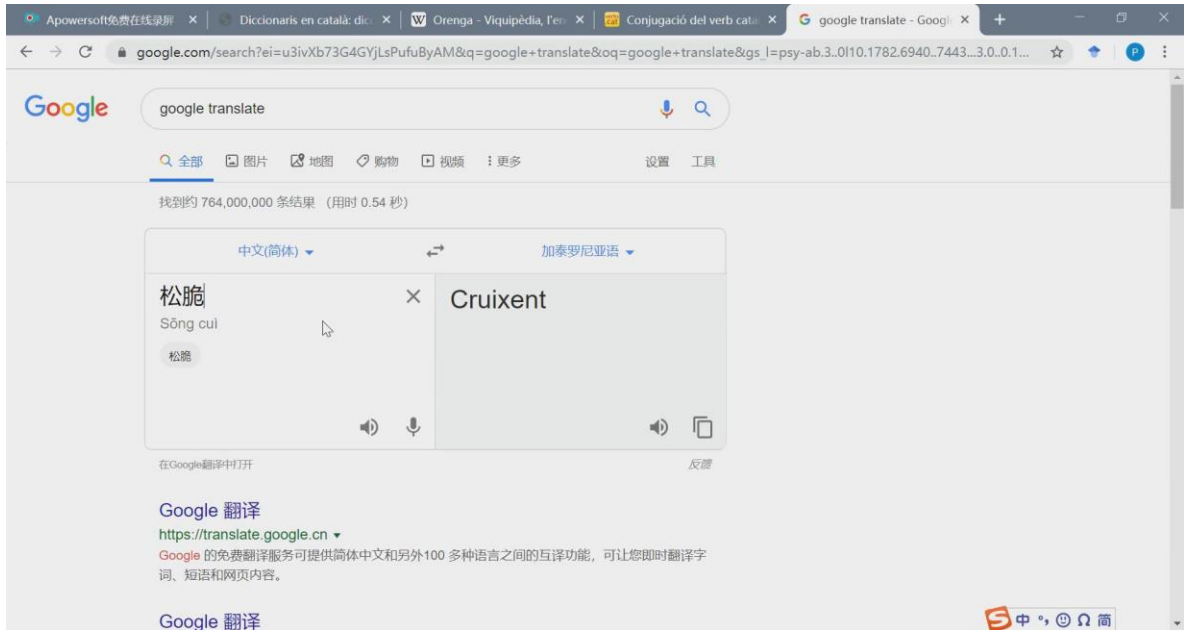 Apowersoft免费在线录屏
Diccionaris en català: dic
Orenga - Viquipèdia, l'en
Conjugació del verb cata
google translate - Googl
google.com/search?ei=u3ivXb73G4GYjLsPufuByAM&q=google+translate&oq=google+translate&gs_l=psy-ab.3..0l10.1782.6940..7443...3.0..0.1...
P
Google
google translate
全部 图片 地图 购物 视频 更多 设置 工具
找到约 764,000,000 条结果 （用时 0.54 秒）
中文(简体) 加泰罗尼亚语
松脆 Cruixent
Sōng cuì
松脆
在Google翻译中打开 反馈
Google 翻译
https://translate.google.cn
Google 的免费翻译服务可提供简体中文和另外100 多种语言之间的互译功能，可让您即时翻译字
词、短语和网页内容。
Google 翻译
中 简